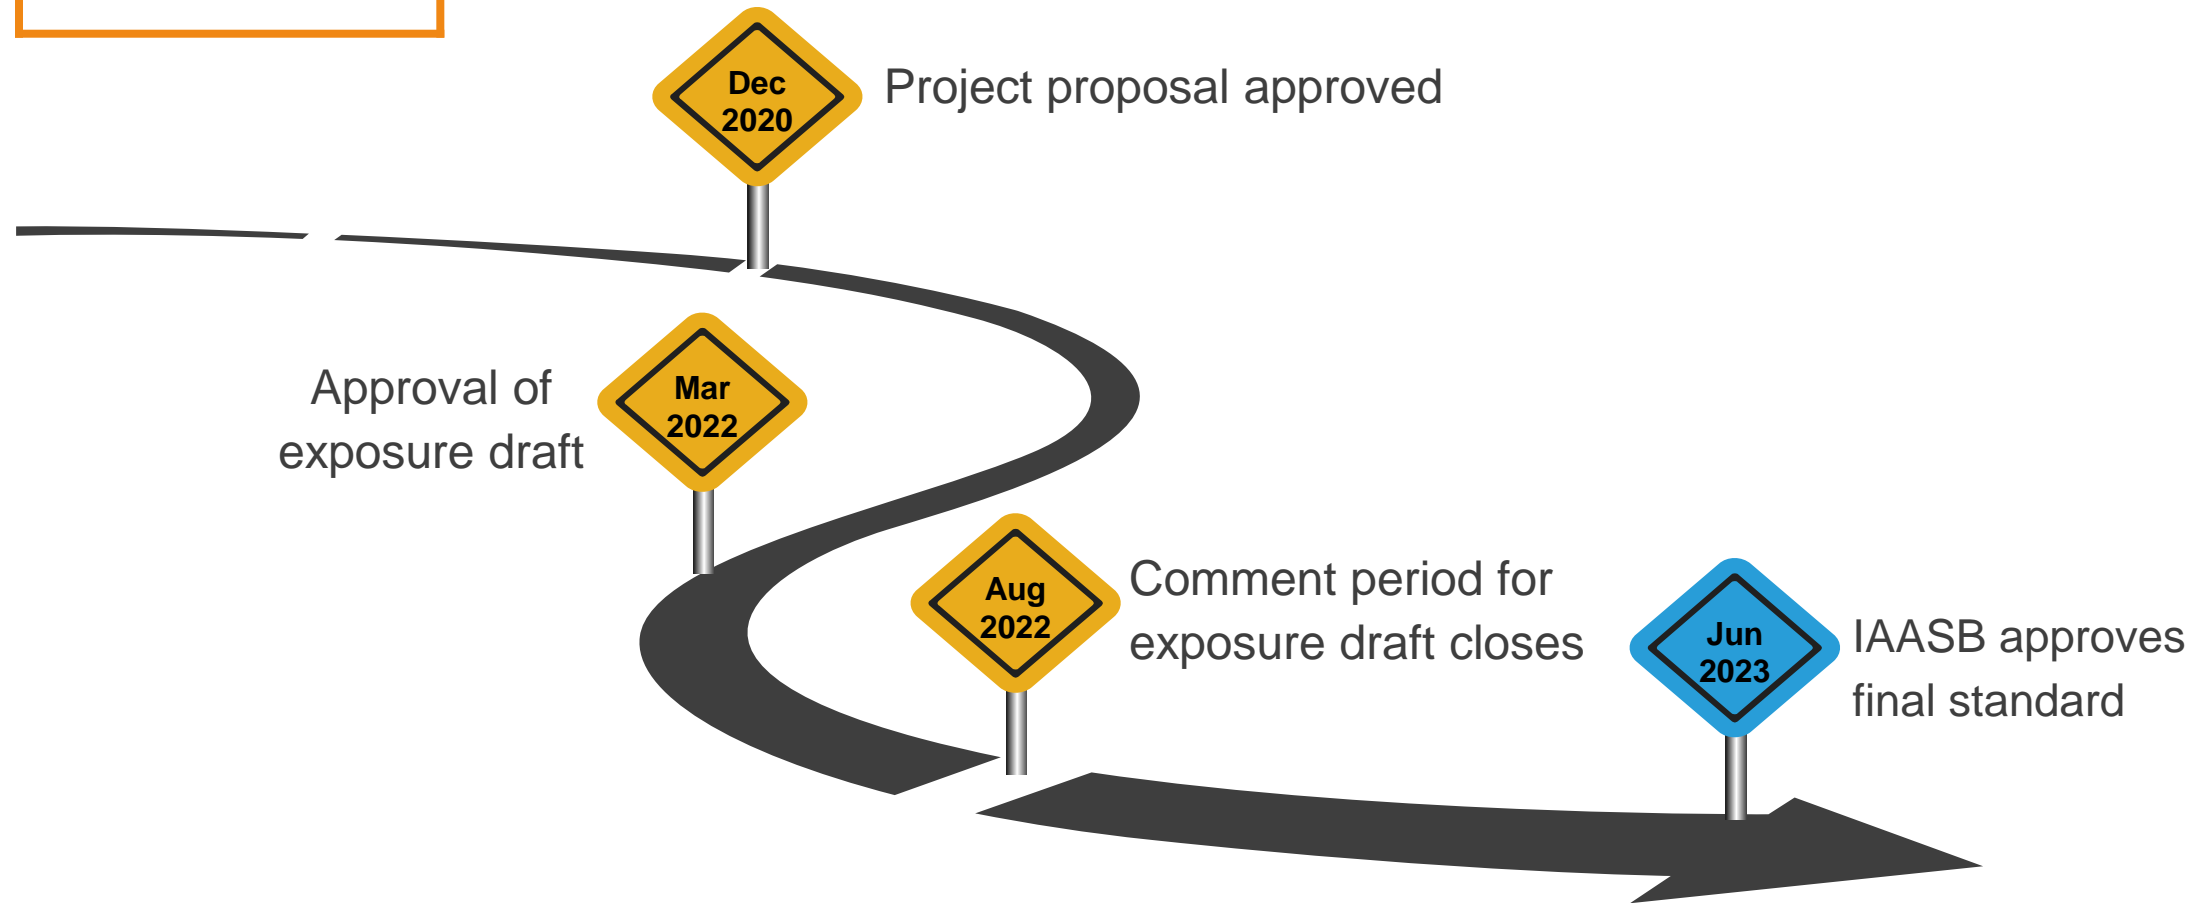 Dec
2020
Project proposal approved
Approval of
exposure draft
Mar
2022
Aug
2022
Comment period for
exposure draft closes
Jun
2023
IAASB approves
final standard